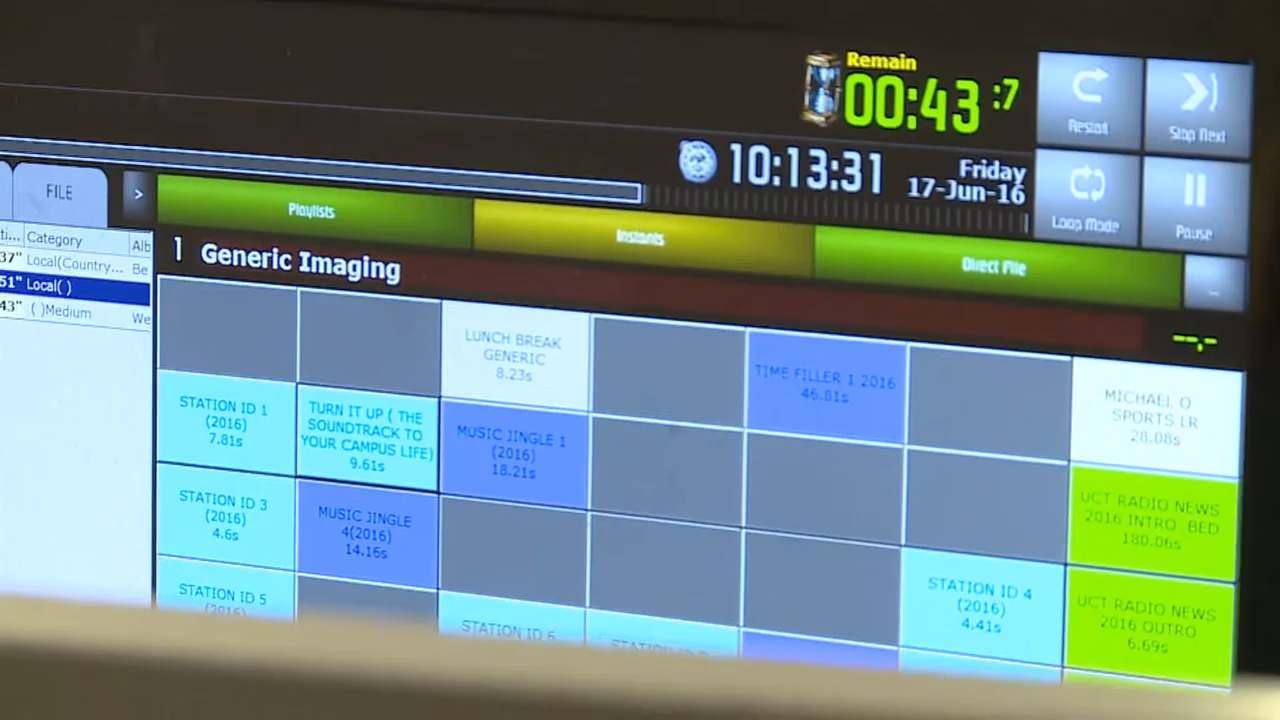 Remain
00:43 :7
Restart
Stop Next
10:13:31
Friday
17-Jun-16
Loop Mode
Pause
FILE
>
Playlists
Instants
Direct File
...
ti... Category Alb
37" Local(Country... Be
51" Local( )
43" ( )Medium We
1 Generic Imaging
--,--
LUNCH BREAK
GENERIC
8.23s
TIME FILLER 1 2016
46.81s
MICHAEL O
SPORTS LR
28.08s
STATION ID 1
(2016)
7.81s
TURN IT UP ( THE
SOUNDTRACK TO
YOUR CAMPUS LIFE)
9.61s
MUSIC JINGLE 1
(2016)
18.21s
UCT RADIO NEWS
2016 INTRO BED
180.06s
STATION ID 3
(2016)
4.6s
MUSIC JINGLE
4(2016)
14.16s
STATION ID 4
(2016)
4.41s
UCT RADIO NEWS
2016 OUTRO
6.69s
STATION ID 5
(2016)
STATION ID 6